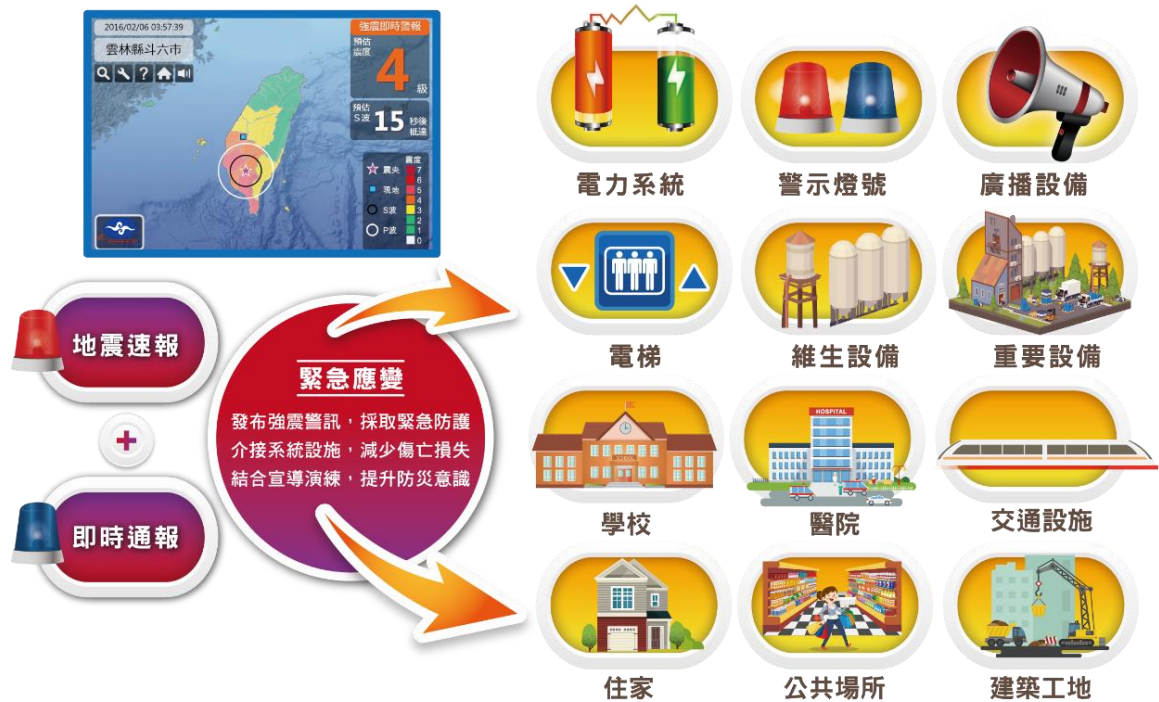 2016/02/06 03:57:39
雲林縣斗六市
?
強震即時警報
預估
震度
4
級
預估
S波
15
秒後
抵達
震度
震央
現地
S波
P波
7
6
5
4
3
2
1
0
地震速報
+
即時通報
緊急應變
發布強震警訊，採取緊急防護
介接系統設施，減少傷亡損失
結合宣導演練，提升防災意識
電力系統
警示燈號
廣播設備
電梯
維生設備
重要設備
HOSPITAL
學校
醫院
交通設施
住家
公共場所
建築工地